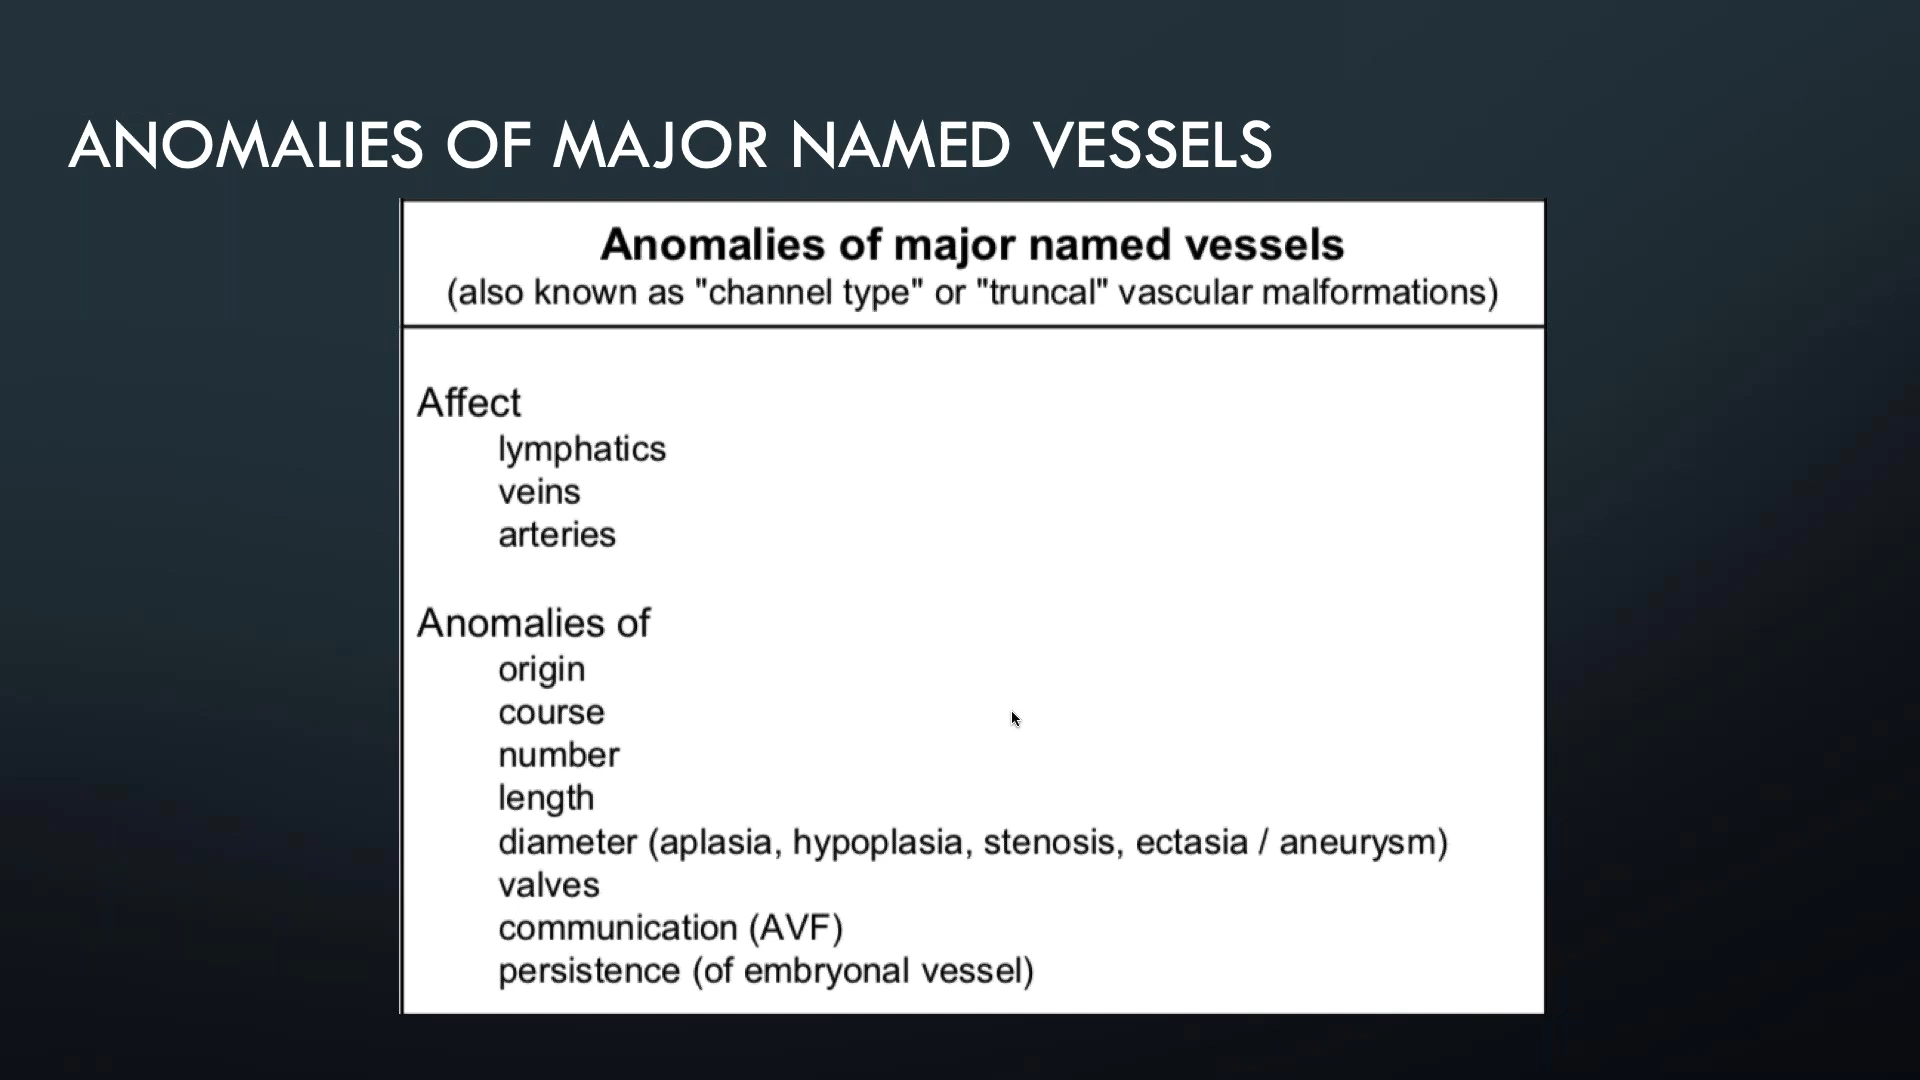 ANOMALIES OF MAJOR NAMED VESSELS
Anomalies of major named vessels
(also known as "channel type" or "truncal" vascular malformations)
Affect
lymphatics
veins
arteries
Anomalies of
origin
course
number
length
diameter (aplasia, hypoplasia, stenosis, ectasia / aneurysm)
valves
communication (AVF)
persistence (of embryonal vessel)